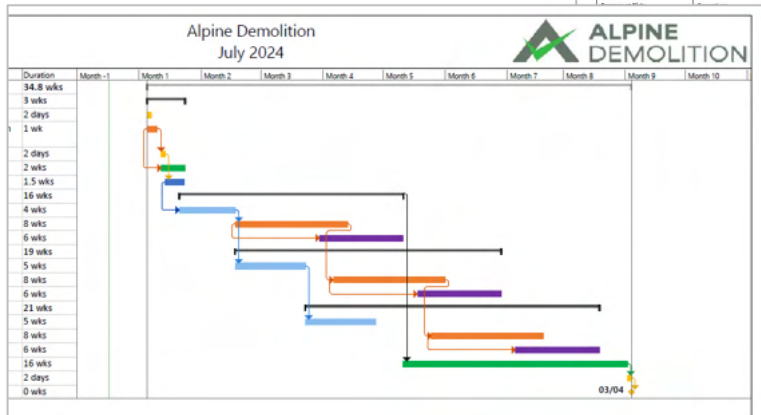 Alpine Demolition
July 2024
ALPINE
DEMOLITION
Duration Month -1 Month 1 Month 2 Month 3 Month 4 Month 5 Month 6 Month 7 Month 8 Month 9 Month 10
34.8 wks
3 wks
2 days
1 wk
2 days
2 wks
1.5 wks
16 wks
4 wks
8 wks
6 wks
19 wks
5 wks
8 wks
6 wks
21 wks
5 wks
8 wks
6 wks
16 wks
2 days
0 wks 03/04